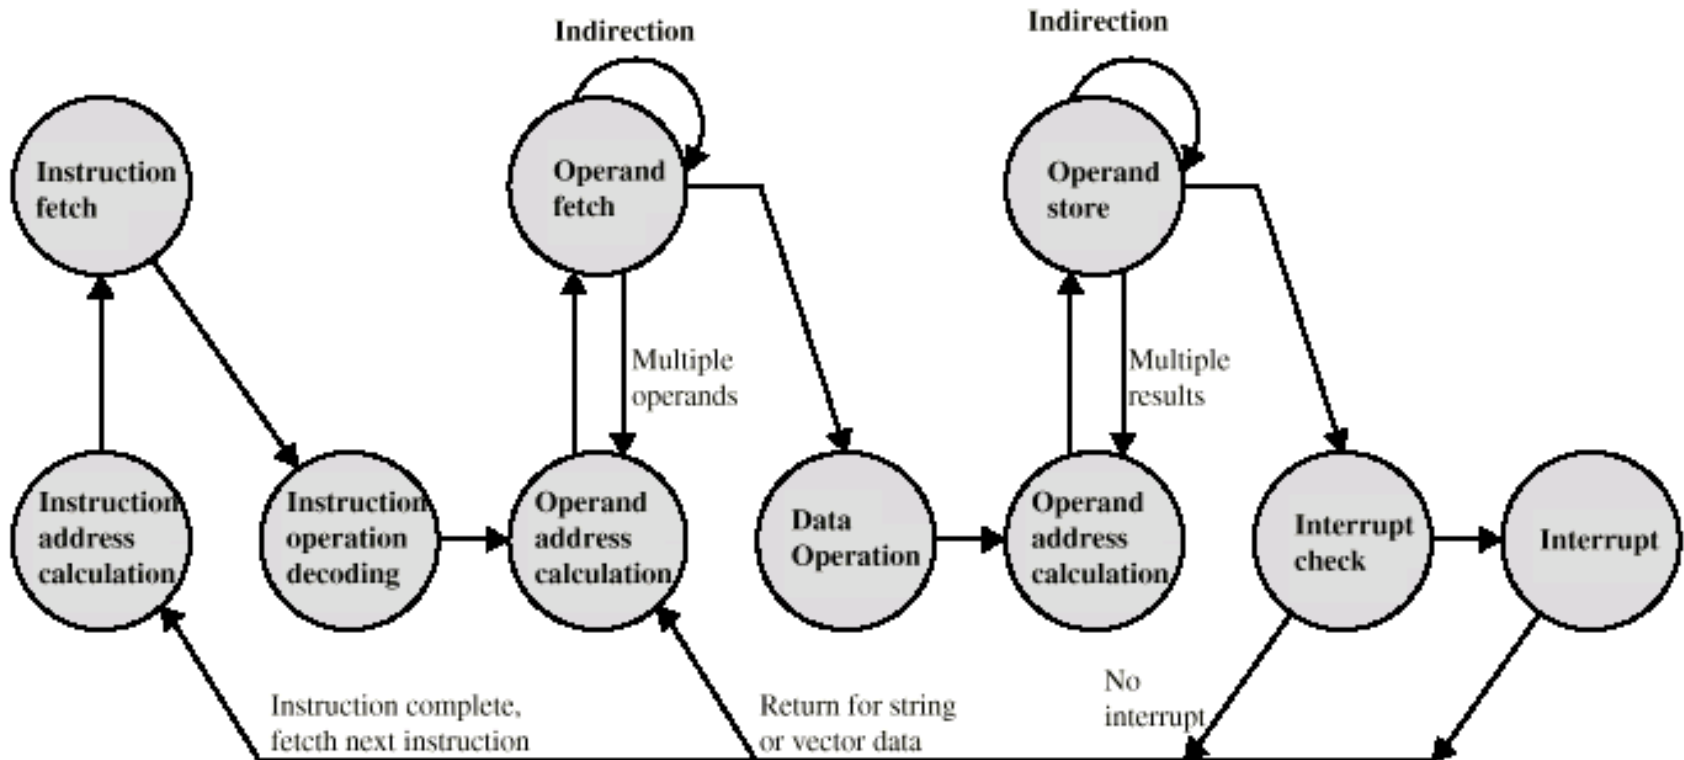 Indirection
Indirection
Instruction
fetch
Operand
fetch
Operand
store
Multiple
operands
Multiple
results
Instruction
address
calculation
Instruction
operation
decoding
Operand
address
calculation
Data
Operation
Operand
address
calculation
Interrupt
check
Interrupt
Instruction complete,
fetcth next instruction
Return for string
or vector data
No
interrupt